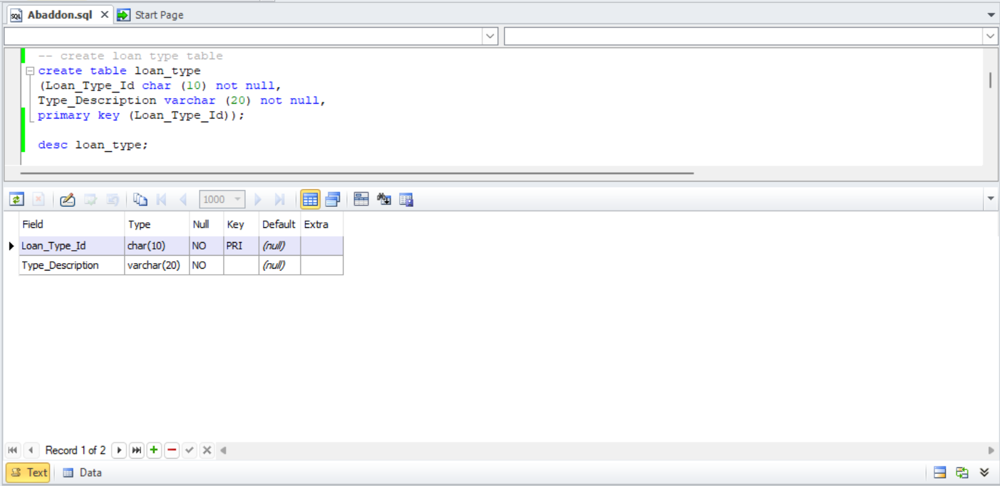 Abaddon.sql Start Page
-- create loan type table
create table loan_type
(Loan_Type_Id char (10) not null,
Type_Description varchar (20) not null,
primary key (Loan_Type_Id));
desc loan_type;
1000
Field Type Null Key Default Extra
Loan_Type_Id char(10) NO PRI (null)
Type_Description varchar(20) NO (null)
Record 1 of 2
Text Data